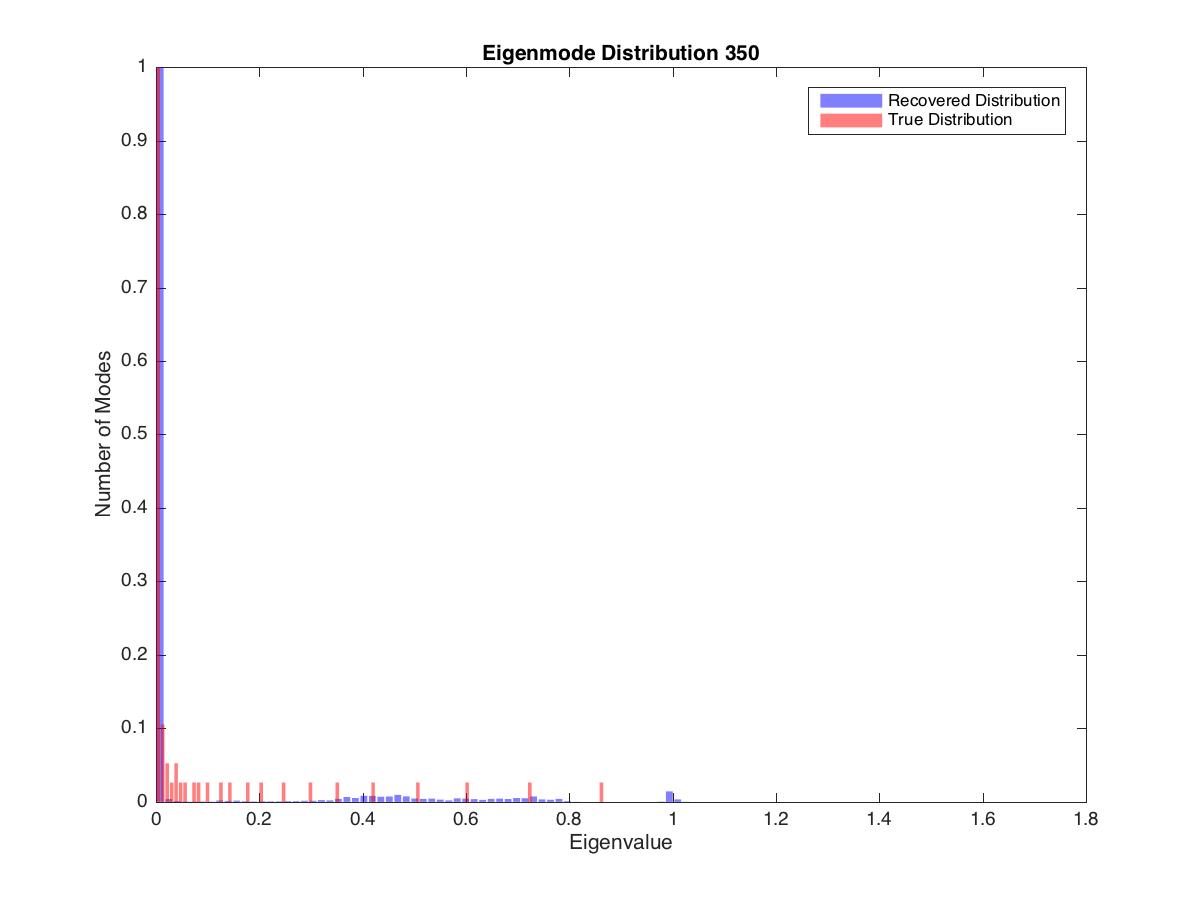 Eigenmode Distribution 350
Recovered Distribution
True Distribution
1
0.9
0.8
0.7
0.6
0.5
0.4
0.3
0.2
0.1
0
Number of Modes
0 0.2 0.4 0.6 0.8 1 1.2 1.4 1.6 1.8
Eigenvalue